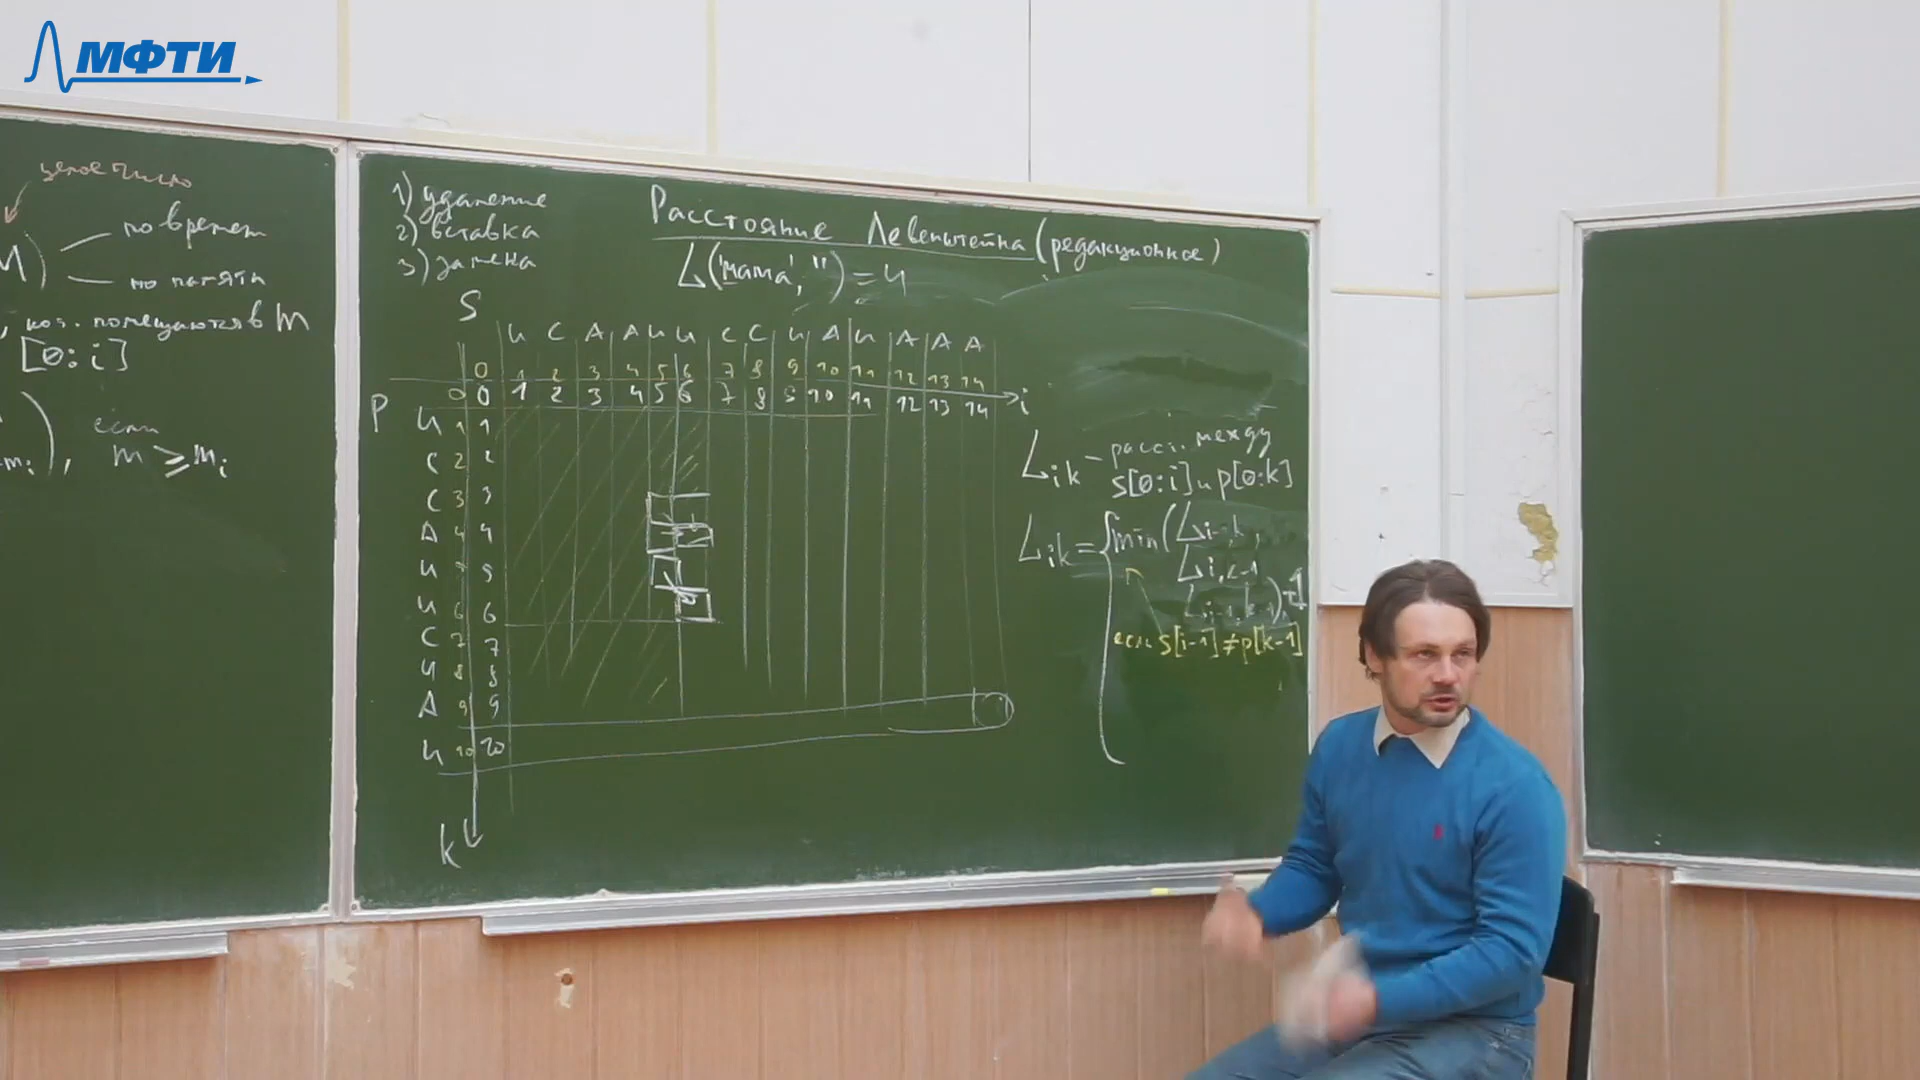 МФТИ
целое число
по времен
по памяти
, кот. помещаются в m
[0:i]
если
m ⩾ mᵢ
1) удаление
2) вставка
3) замена
Расстояние Левенштейна (редакционное)
L('мама', '') = 4
S
И С А А И И С С И А И А А А
0 1 2 3 4 5 6 7 8 9 10 11 12 13 14
0 0 1 2 3 4 5 6 7 8 9 10 11 12 13 14
i
P
И 1 1
С 2 2
С 3 3
А 4 4
И 5 5
И 6 6
С 7 7
И 8 8
А 9 9
И 10 10
k
L_ik - расст. между
s[0:i] и p[0:k]
L_ik = { min(L_i-1,k,
L_i,k-1
L_i-1,k-1)+1
если s[i-1] ≠ p[k-1]